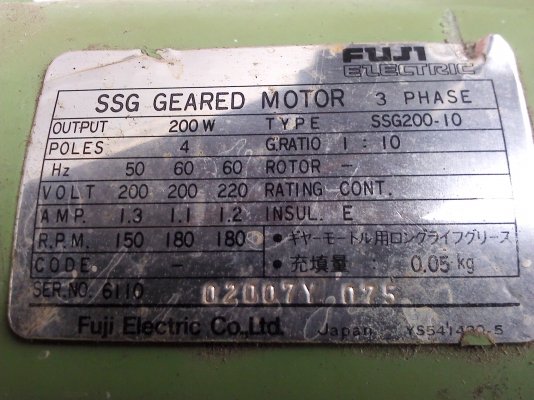 FUJI
ELECTRIC
SSG GEARED MOTOR 3 PHASE
OUTPUT 200 W TYPE SSG200-10
POLES 4 G.RATIO 1 : 10
Hz 50 60 60 ROTOR -
VOLT 200 200 220 RATING CONT.
AMP. 1.3 1.1 1.2 INSUL. E
R.P.M. 150 180 180 • ギヤーモートル用ロングライフグリース
CODE - • 充填量 0.05 kg
SER.NO. 6110 02007Y 075
Fuji Electric Co.,Ltd. Japan YS541430-5